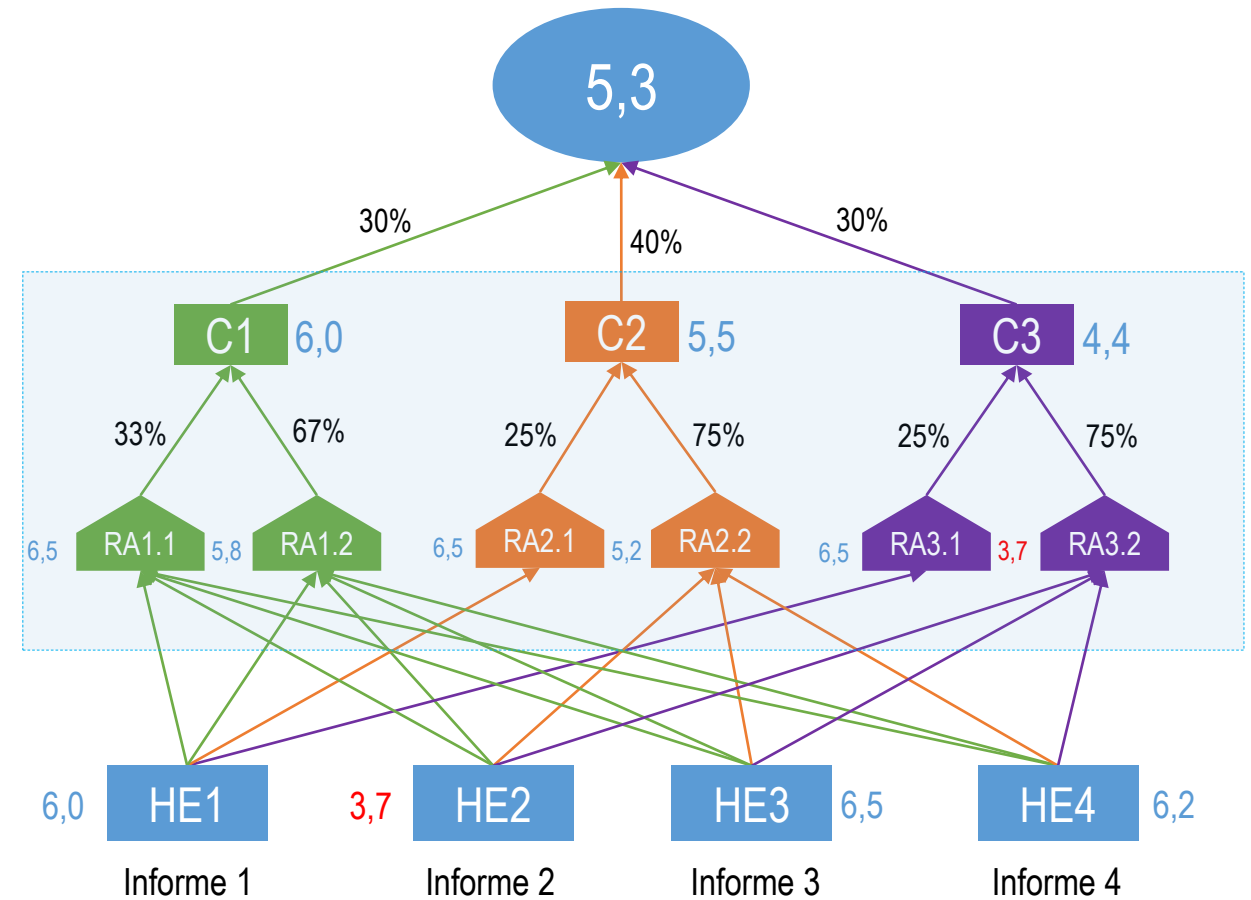 5,3
30%
40%
30%
C1 6,0
C2 5,5
C3 4,4
33%
67%
25%
75%
25%
75%
6,5 RA1.1
5,8 RA1.2
6,5 RA2.1
5,2 RA2.2
6,5 RA3.1
3,7 RA3.2
6,0 HE1
3,7 HE2
HE3 6,5
HE4 6,2
Informe 1
Informe 2
Informe 3
Informe 4